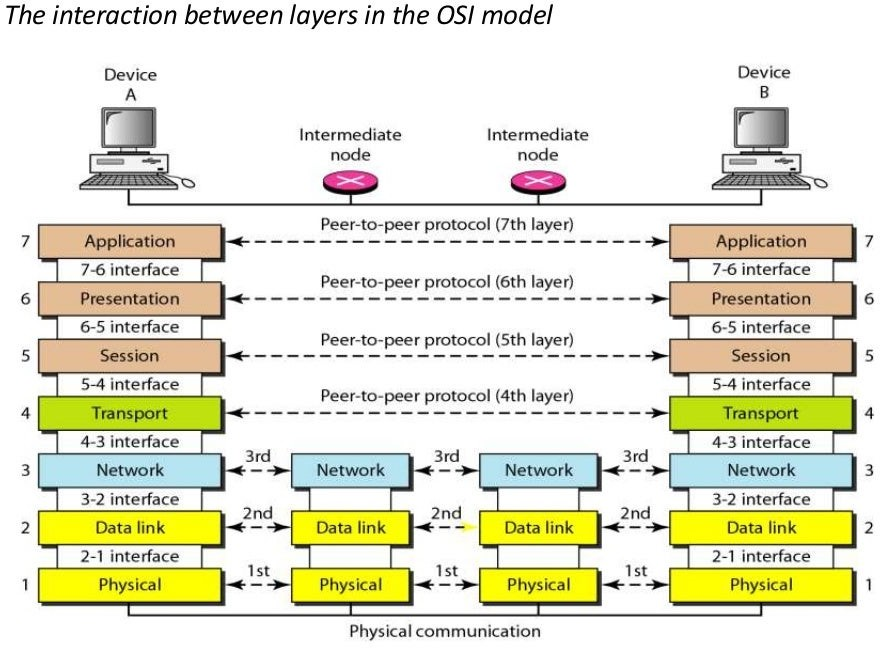 The interaction between layers in the OSI model
Device
A
Device
B
Intermediate
node
Intermediate
node
7 Application Peer-to-peer protocol (7th layer) Application 7
7-6 interface 7-6 interface
6 Presentation Peer-to-peer protocol (6th layer) Presentation 6
6-5 interface 6-5 interface
5 Session Peer-to-peer protocol (5th layer) Session 5
5-4 interface 5-4 interface
4 Transport Peer-to-peer protocol (4th layer) Transport 4
4-3 interface 4-3 interface
3 Network 3rd Network 3rd Network 3rd Network 3
3-2 interface 3-2 interface
2 Data link 2nd Data link 2nd Data link 2nd Data link 2
2-1 interface 2-1 interface
1 Physical 1st Physical 1st Physical 1st Physical 1
Physical communication